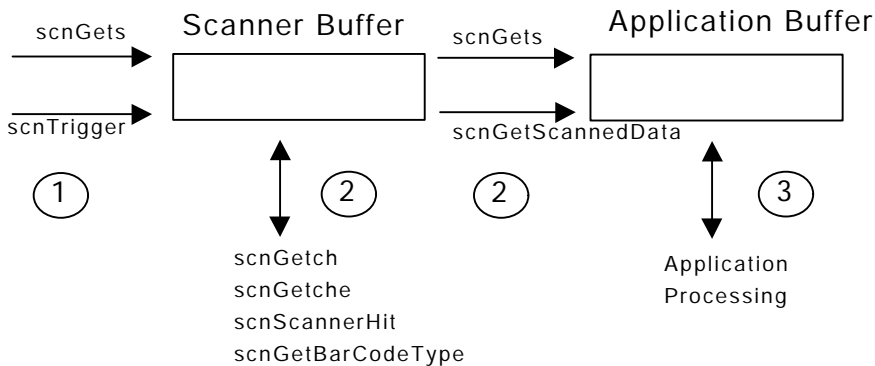 scnGets
Scanner Buffer
scnGets
Application Buffer
scnTrigger
scnGetScannedData
1
2
2
3
scnGetch
scnGetche
scnScannerHit
scnGetBarCodeType
Application
Processing